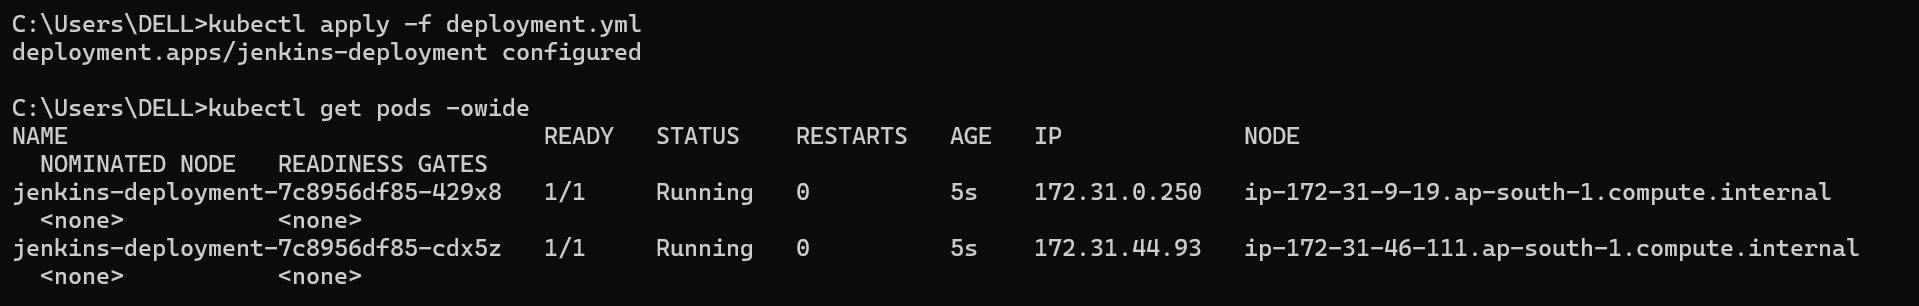 C:\Users\DELL>kubectl apply -f deployment.yml
deployment.apps/jenkins-deployment configured
C:\Users\DELL>kubectl get pods -owide
NAME                                  READY   STATUS    RESTARTS   AGE   IP             NODE
  NOMINATED NODE   READINESS GATES
jenkins-deployment-7c8956df85-429x8   1/1     Running   0          5s    172.31.0.250   ip-172-31-9-19.ap-south-1.compute.internal
  <none>           <none>
jenkins-deployment-7c8956df85-cdx5z   1/1     Running   0          5s    172.31.44.93   ip-172-31-46-111.ap-south-1.compute.internal
  <none>           <none>